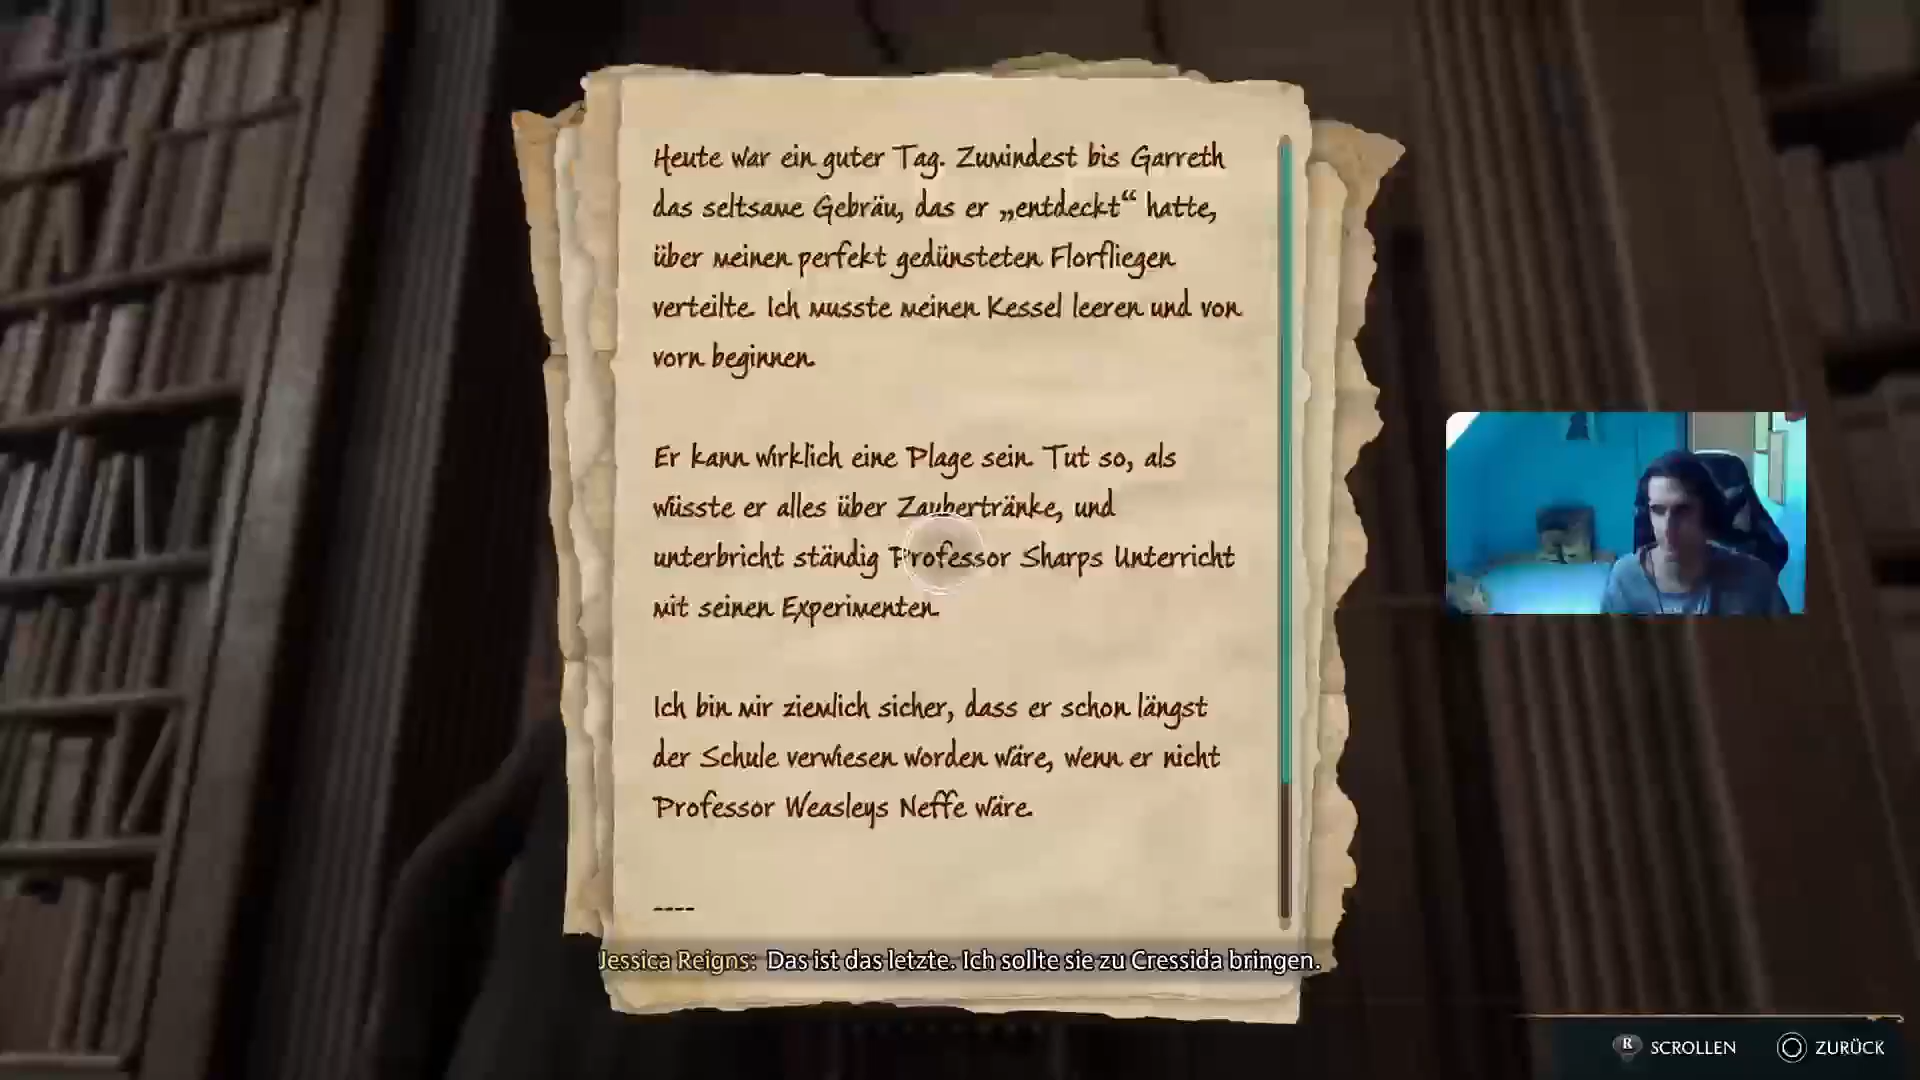 Heute war ein guter Tag. Zumindest bis Garreth
das seltsame Gebräu, das er „entdeckt“ hatte,
über meinen perfekt gedünsteten Florfliegen
verteilte. Ich musste meinen Kessel leeren und von
vorn beginnen.
Er kann wirklich eine Plage sein. Tut so, als
wüsste er alles über Zaubertränke, und
unterbricht ständig Professor Sharps Unterricht
mit seinen Experimenten.
Ich bin mir ziemlich sicher, dass er schon längst
der Schule verwiesen worden wäre, wenn er nicht
Professor Weasleys Neffe wäre.
----
Jessica Reigns: Das ist das letzte. Ich sollte sie zu Cressida bringen.
R SCROLLEN ZURÜCK